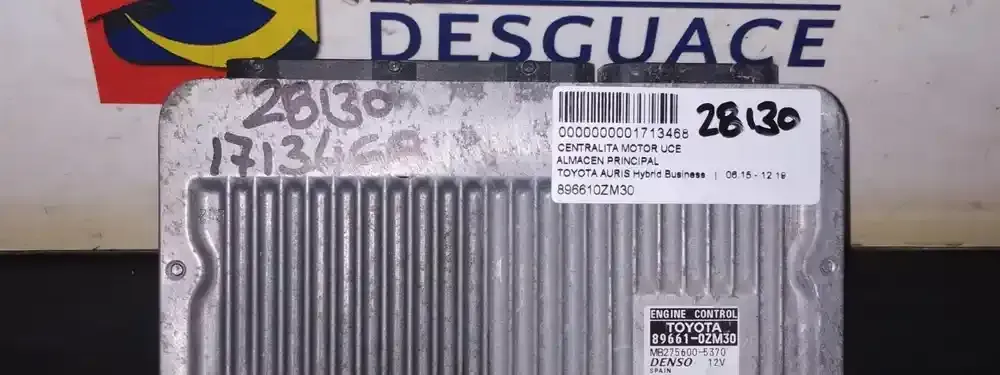 DESGUACE
28130
1713468
0000000001713468
28130
CENTRALITA MOTOR UCE
ALMACEN PRINCIPAL
TOYOTA AURIS Hybrid Business | 06.15 - 12.19
896610ZM30
ENGINE CONTROL
TOYOTA
89661-0ZM30
MB275600-5370
DENSO 12V
SPAIN